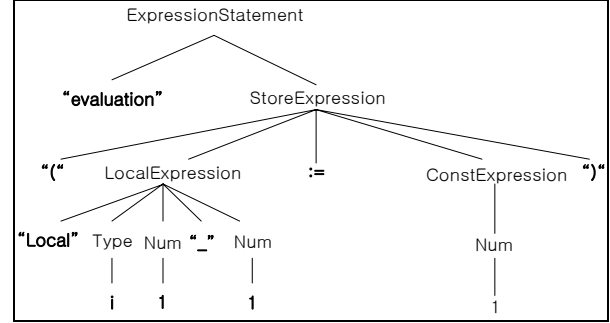 ExpressionStatement
“evaluation” StoreExpression
“(“ LocalExpression := ConstExpression ”)“
“Local” Type Num “_” Num Num
i 1 1 1